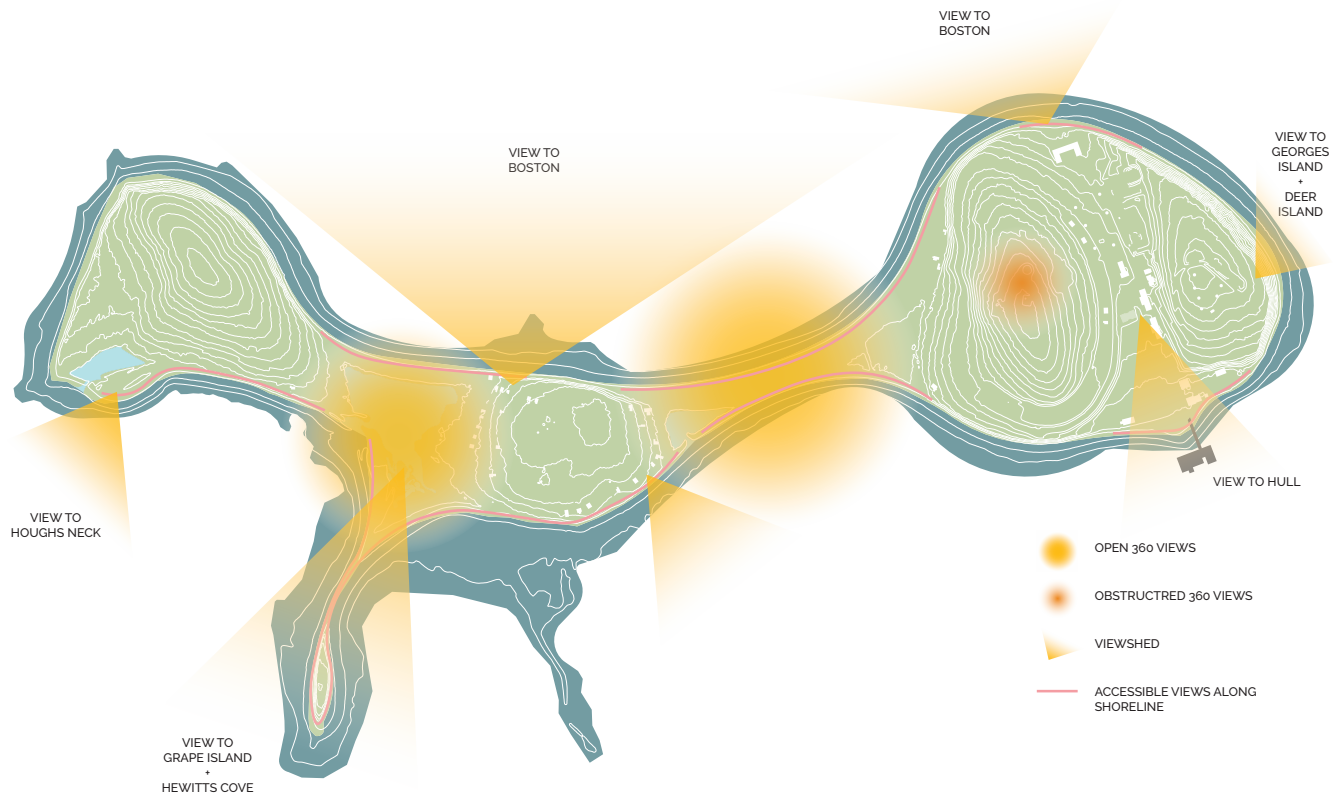 VIEW TO
BOSTON
VIEW TO
BOSTON
VIEW TO
GEORGES
ISLAND
+
DEER
ISLAND
VIEW TO HULL
VIEW TO
HOUGHS NECK
VIEW TO
GRAPE ISLAND
+
HEWITTS COVE
OPEN 360 VIEWS
OBSTRUCTRED 360 VIEWS
VIEWSHED
ACCESSIBLE VIEWS ALONG
SHORELINE